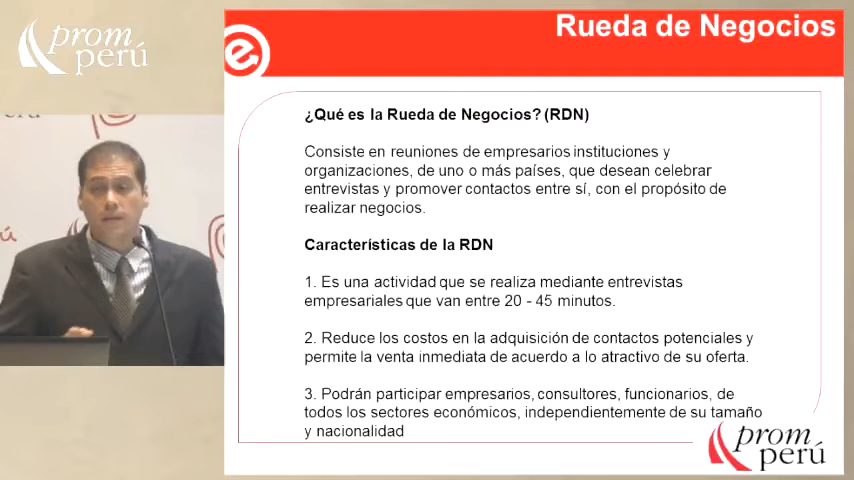 prom
perú
Rueda de Negocios
¿Qué es la Rueda de Negocios? (RDN)
Consiste en reuniones de empresarios instituciones y
organizaciones, de uno o más países, que desean celebrar
entrevistas y promover contactos entre sí, con el propósito de
realizar negocios.
Características de la RDN
1. Es una actividad que se realiza mediante entrevistas
empresariales que van entre 20 - 45 minutos.
2. Reduce los costos en la adquisición de contactos potenciales y
permite la venta inmediata de acuerdo a lo atractivo de su oferta.
3. Podrán participar empresarios, consultores, funcionarios, de
todos los sectores económicos, independientemente de su tamaño
y nacionalidad
prom
perú